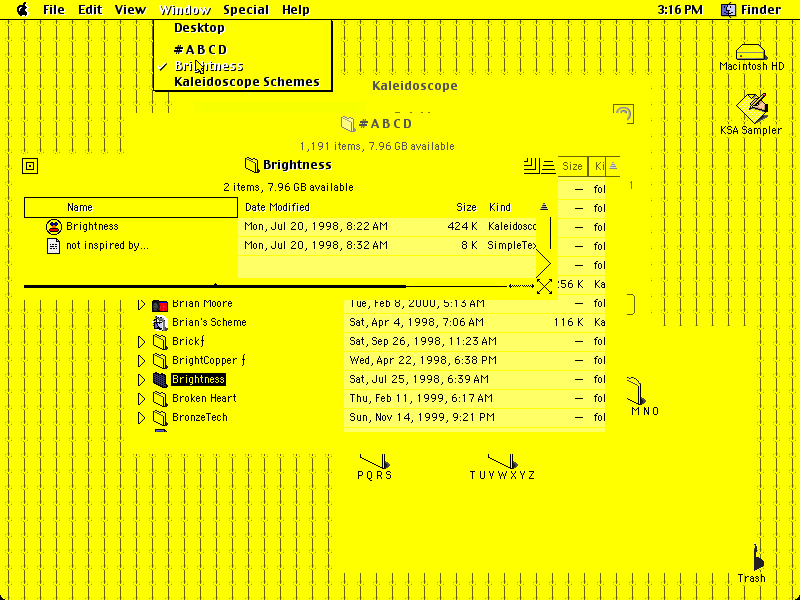 File Edit View Window Special Help 3:16 PM Finder
Desktop
#ABCD
✓ Brightness
Kaleidoscope Schemes
Macintosh HD
KSA Sampler
Kaleidoscope
#ABCD
1,191 items, 7.96 GB available
Size Ki
Brightness
2 items, 7.96 GB available
Name Date Modified Size Kind
Brightness Mon, Jul 20, 1998, 8:22 AM 424 K Kaleidosc
not inspired by... Mon, Jul 20, 1998, 8:32 AM 8 K SimpleTex
1
— fol
— fol
— fol
— fol
— fol
56 K Ka
Brian Moore Tue, Feb 8, 2000, 5:13 AM — fol
Brian's Scheme Sat, Apr 4, 1998, 7:06 AM 116 K Ka
Brickƒ Sat, Sep 26, 1998, 11:23 AM — fol
BrightCopper ƒ Wed, Apr 22, 1998, 6:38 PM — fol
Brightness Sat, Jul 25, 1998, 6:39 AM — fol
Broken Heart Thu, Feb 11, 1999, 6:17 AM — fol
BronzeTech Sun, Nov 14, 1999, 9:21 PM — fol
MNO
PQRS
TUVWXYZ
Trash